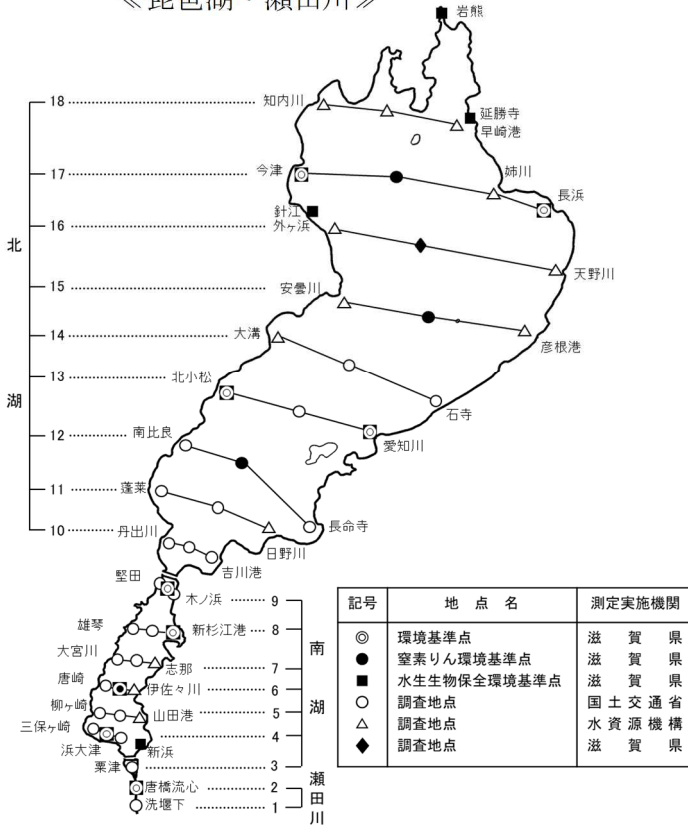 《琵琶湖・瀬田川》
岩熊
18 知内川
延勝寺
早崎港
17 今津
姉川
長浜
針江
16 外ヶ浜
北
天野川
15 安曇川
14 大溝
彦根港
13 北小松
湖
石寺
12 南比良
愛知川
11 蓬莱
10 丹出川
長命寺
日野川
吉川港
堅田
木ノ浜 9
雄琴
新杉江港 8
南
大宮川
志那 7
唐崎
伊佐々川 6
湖
柳ヶ崎
山田港 5
三保ヶ崎
4
浜大津
新浜
粟津 3
瀬田川
唐橋流心 2
洗堰下 1
記号 地点名 測定実施機関
◎ 環境基準点 滋賀県
● 窒素りん環境基準点 滋賀県
■ 水生生物保全環境基準点 滋賀県
○ 調査地点 国土交通省
△ 調査地点 水資源機構
◆ 調査地点 滋賀県